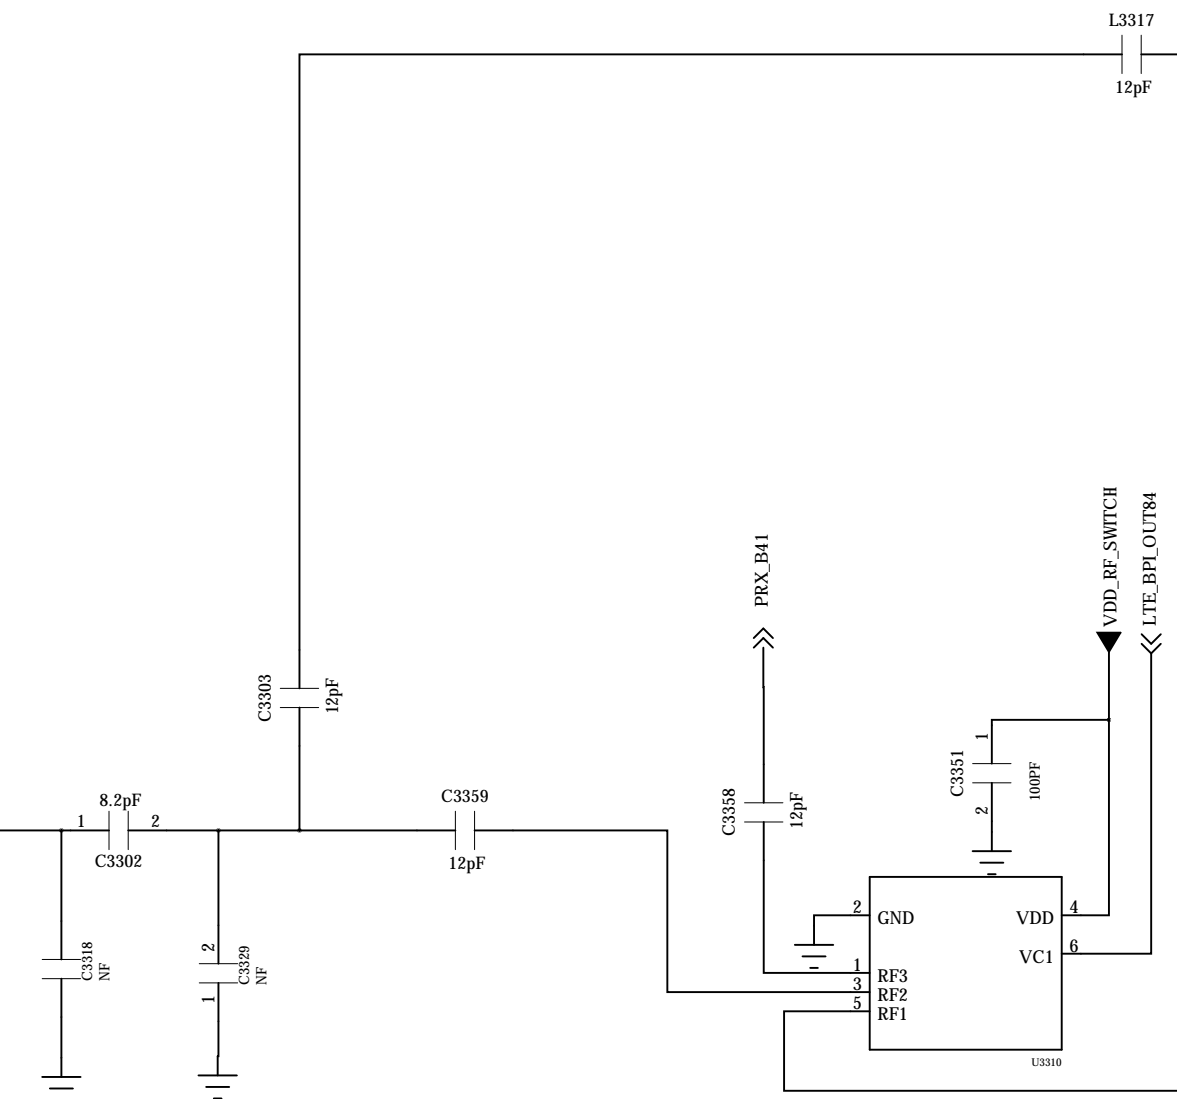 L3317
12pF
VDD_RF_SWITCH
LTE_BPI_OUT84
PRX_B41
C3303
12pF
1
C3351
100PF
2
8.2pF
1
2
C3302
C3359
12pF
C3358
12pF
2
GND
VDD
4
VC1
6
1
RF3
3
RF2
5
RF1
U3310
C3318
NF
2
C3329
NF
1